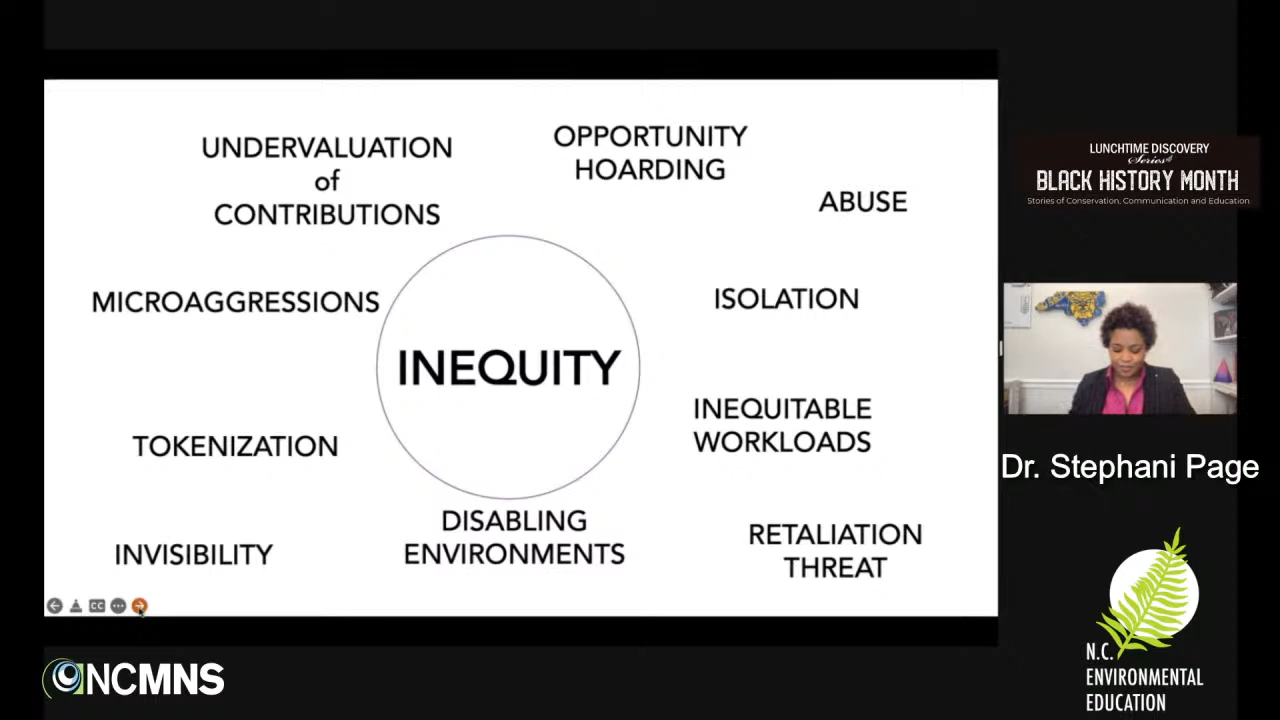 UNDERVALUATION
of
CONTRIBUTIONS
OPPORTUNITY
HOARDING
ABUSE
MICROAGGRESSIONS
ISOLATION
INEQUITY
INEQUITABLE
WORKLOADS
TOKENIZATION
DISABLING
ENVIRONMENTS
INVISIBILITY
RETALIATION
THREAT
CC
LUNCHTIME DISCOVERY
Series
BLACK HISTORY MONTH
Stories of Conservation, Communication and Education
Dr. Stephani Page
NCMNS
N.C.
ENVIRONMENTAL
EDUCATION